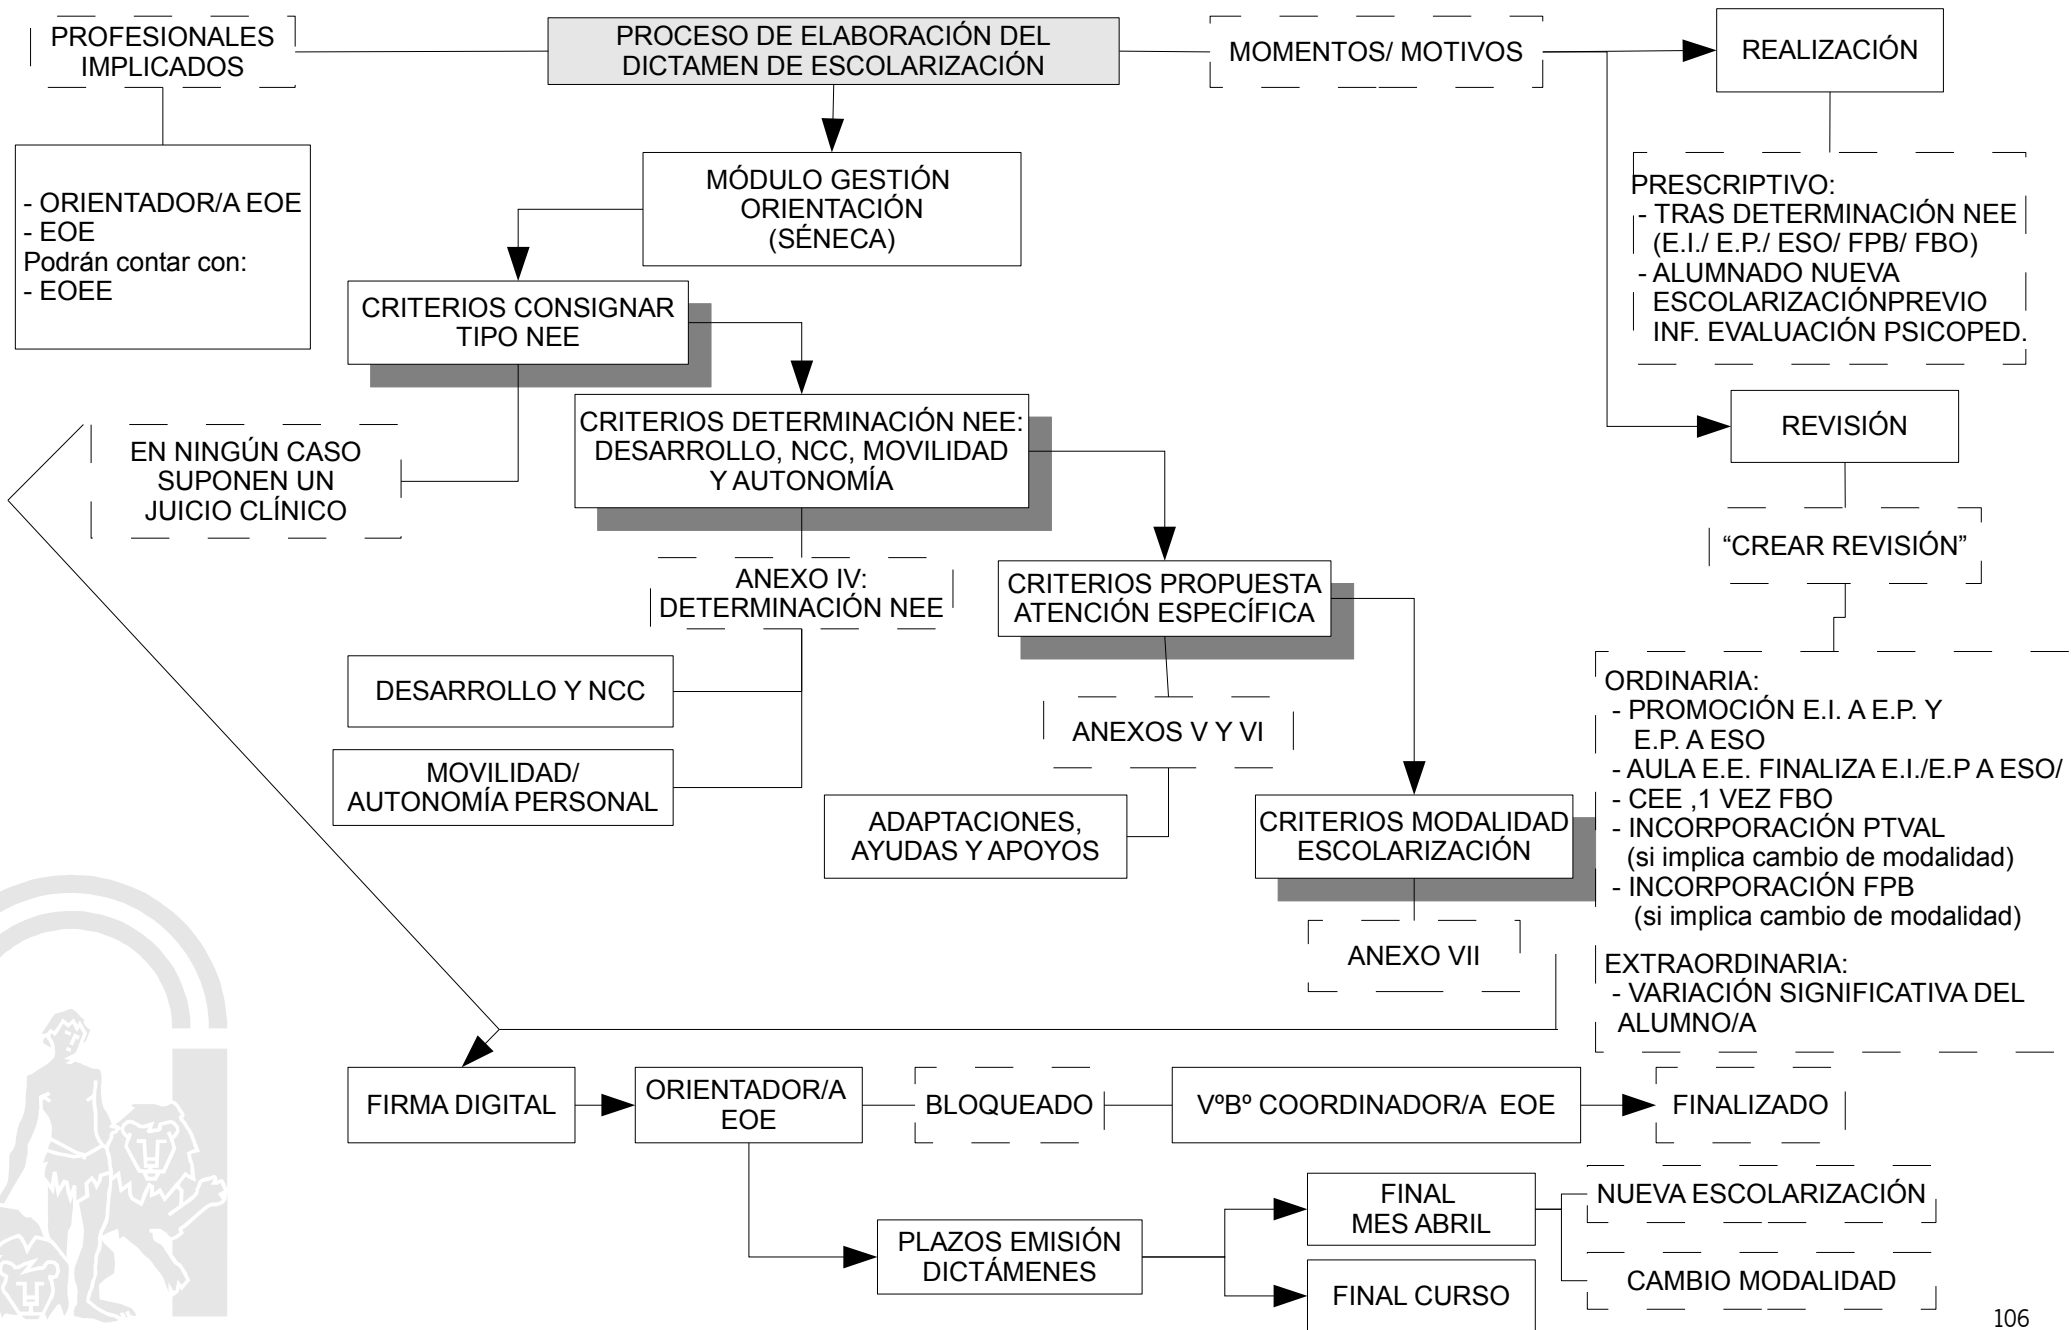 PROFESIONALES
IMPLICADOS
PROCESO DE ELABORACIÓN DEL
DICTAMEN DE ESCOLARIZACIÓN
MOMENTOS/ MOTIVOS
REALIZACIÓN
- ORIENTADOR/A EOE
- EOE
Podrán contar con:
- EOEE
MÓDULO GESTIÓN
ORIENTACIÓN
(SÉNECA)
PRESCRIPTIVO:
- TRAS DETERMINACIÓN NEE
(E.I./ E.P./ ESO/ FPB/ FBO)
- ALUMNADO NUEVA
ESCOLARIZACIÓNPREVIO
INF. EVALUACIÓN PSICOPED.
CRITERIOS CONSIGNAR
TIPO NEE
CRITERIOS DETERMINACIÓN NEE:
DESARROLLO, NCC, MOVILIDAD
Y AUTONOMÍA
REVISIÓN
EN NINGÚN CASO
SUPONEN UN
JUICIO CLÍNICO
“CREAR REVISIÓN”
ANEXO IV:
DETERMINACIÓN NEE
CRITERIOS PROPUESTA
ATENCIÓN ESPECÍFICA
DESARROLLO Y NCC
MOVILIDAD/
AUTONOMÍA PERSONAL
ANEXOS V Y VI
ADAPTACIONES,
AYUDAS Y APOYOS
CRITERIOS MODALIDAD
ESCOLARIZACIÓN
ANEXO VII
ORDINARIA:
- PROMOCIÓN E.I. A E.P. Y
E.P. A ESO
- AULA E.E. FINALIZA E.I./E.P A ESO/
- CEE ,1 VEZ FBO
- INCORPORACIÓN PTVAL
(si implica cambio de modalidad)
- INCORPORACIÓN FPB
(si implica cambio de modalidad)
EXTRAORDINARIA:
- VARIACIÓN SIGNIFICATIVA DEL
ALUMNO/A
FIRMA DIGITAL
ORIENTADOR/A
EOE
BLOQUEADO
VºBº COORDINADOR/A  EOE
FINALIZADO
PLAZOS EMISIÓN
DICTÁMENES
FINAL
MES ABRIL
NUEVA ESCOLARIZACIÓN
CAMBIO MODALIDAD
FINAL CURSO
106